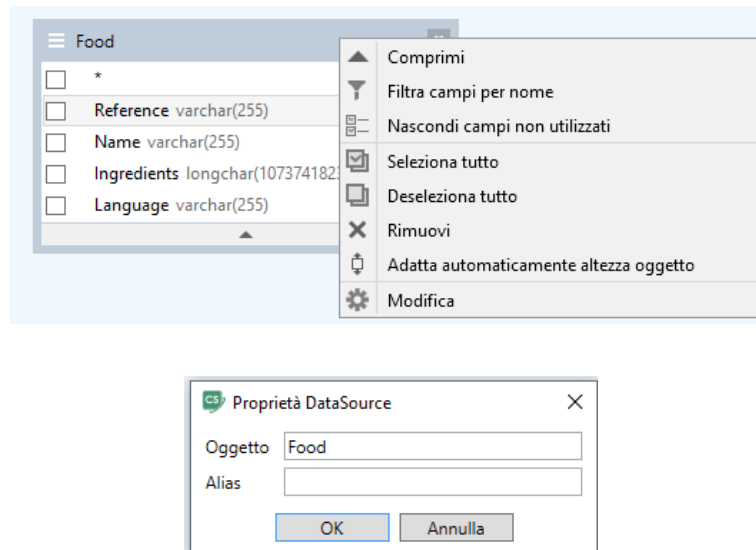 Food
Comprimi
*
Filtra campi per nome
Reference varchar(255)
Nascondi campi non utilizzati
Name varchar(255)
Seleziona tutto
Ingredients longchar(107374182
Deseleziona tutto
Language varchar(255)
Rimuovi
Adatta automaticamente altezza oggetto
Modifica
CS Proprietà DataSource
Oggetto Food
Alias
OK Annulla